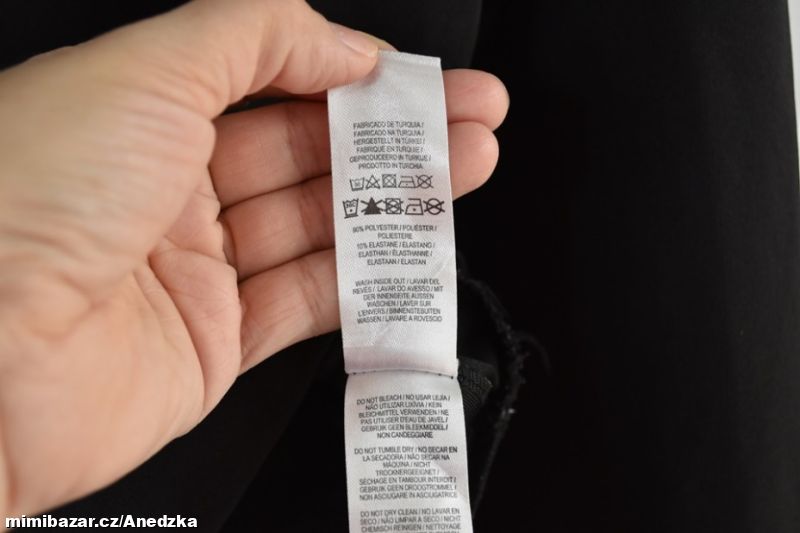 FABRICADO DE TURQUIA /
FABRICADO NA TURQUIA /
HERGESTELLT IN TÜRKEI /
FABRIQUÉ EN TURQUIE /
GEPRODUCEERD IN TURKIJE /
PRODOTTO IN TURCHIA
90% POLYESTER / POLIÉSTER /
POLIESTERE
10% ELASTANE / ELASTANO /
ELASTHAN / ÉLASTHANNE /
ELASTAAN / ELASTAN
WASH INSIDE OUT / LAVAR DEL
REVÉS / LAVAR DO AVESSO / MIT
DER INNENSEITE AUSSEN
WASCHEN / LAVER SUR
L'ENVERS / BINNENSTEBUITEN
WASSEN / LAVARE A ROVESCIO
DO NOT BLEACH / NO USAR LEJÍA /
NÃO UTILIZAR LIXÍVIA / KEIN
BLEICHMITTEL VERWENDEN / NE
PAS UTILISER D'EAU DE JAVEL /
GEBRUIK GEEN BLEEKMIDDEL /
NON CANDEGGIARE
DO NOT TUMBLE DRY / NO SECAR EN
LA SECADORA / NÃO SECAR NA
MÁQUINA / NICHT
TROCKNERGEEIGNET /
SÉCHAGE EN TAMBOUR INTERDIT /
GEBRUIK GEEN DROOGTROMMEL /
NON ASCIUGARE IN ASCIUGATRICE
DO NOT DRY CLEAN / NO LAVAR EN
SECO / NÃO LIMPAR A SECO / NICHT
CHEMISCH REINIGEN / NETTOYAGE
mimibazar.cz/Anedzka